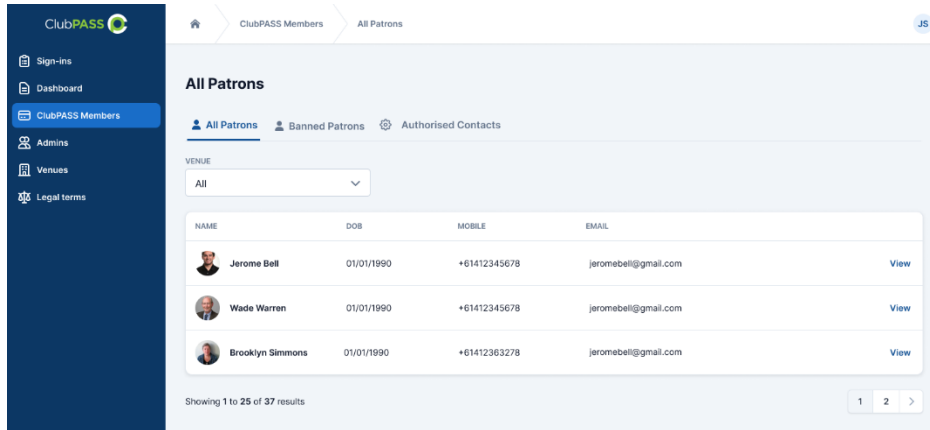 ClubPASS
ClubPASS Members
All Patrons
JS
Sign-ins
Dashboard
ClubPASS Members
Admins
Venues
Legal terms
All Patrons
All Patrons
Banned Patrons
Authorised Contacts
VENUE
All
NAME DOB MOBILE EMAIL
Jerome Bell 01/01/1990 +61412345678 jeromebell@gmail.com View
Wade Warren 01/01/1990 +61412345678 jeromebell@gmail.com View
Brooklyn Simmons 01/01/1990 +61412363278 jeromebell@gmail.com View
Showing 1 to 25 of 37 results
1 2